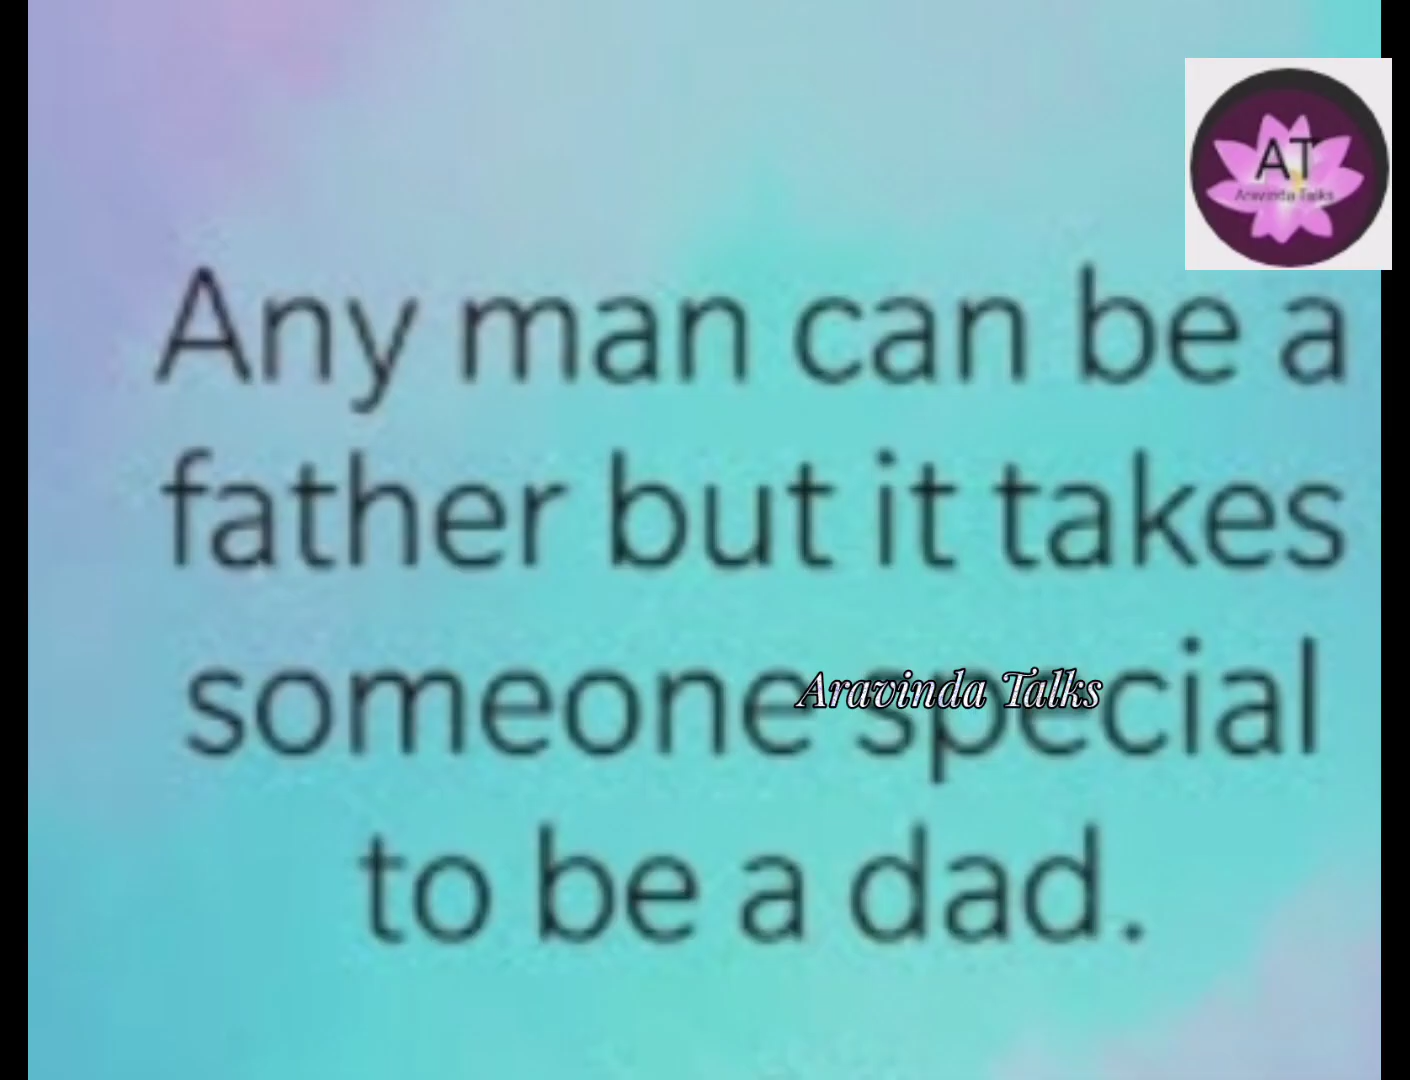 AT
Aravinda Talks
Any man can be a
father but it takes
someone special
Aravinda Talks
to be a dad.